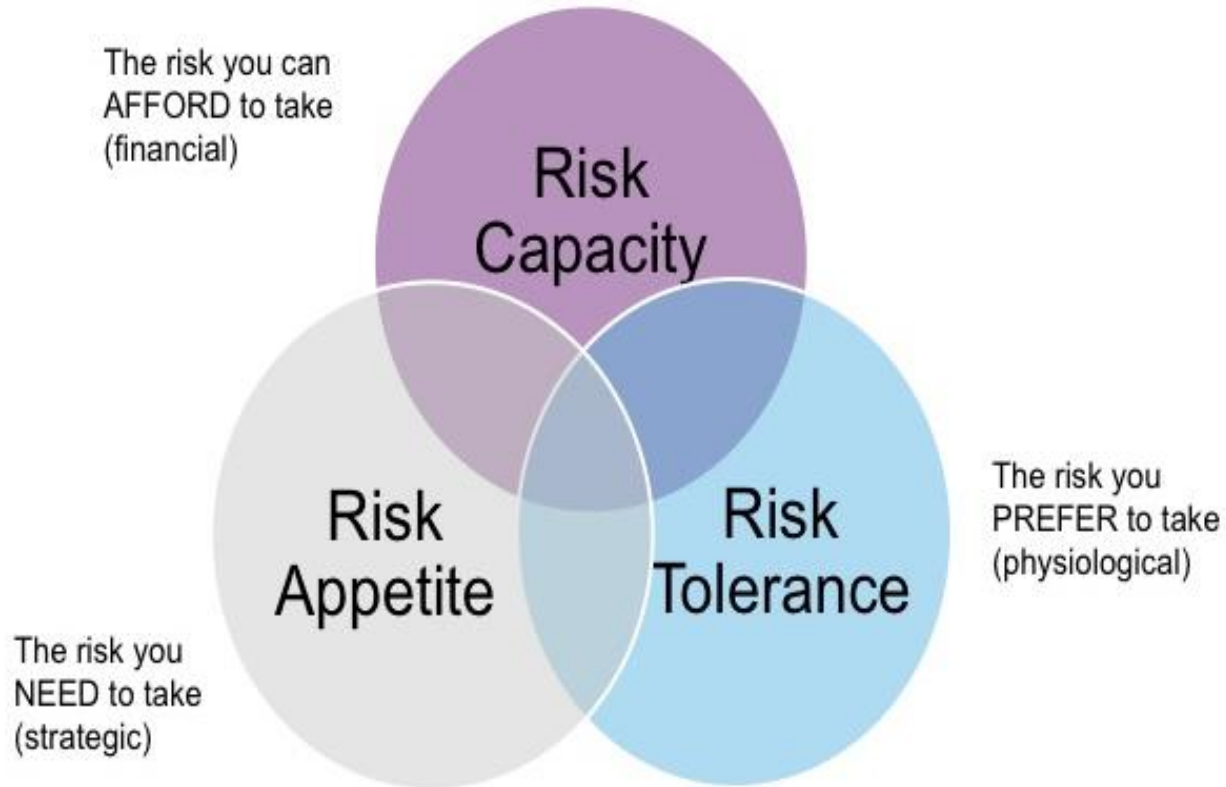 The risk you can
AFFORD to take
(financial)
Risk
Capacity
Risk
Appetite
Risk
Tolerance
The risk you
PREFER to take
(physiological)
The risk you
NEED to take
(strategic)